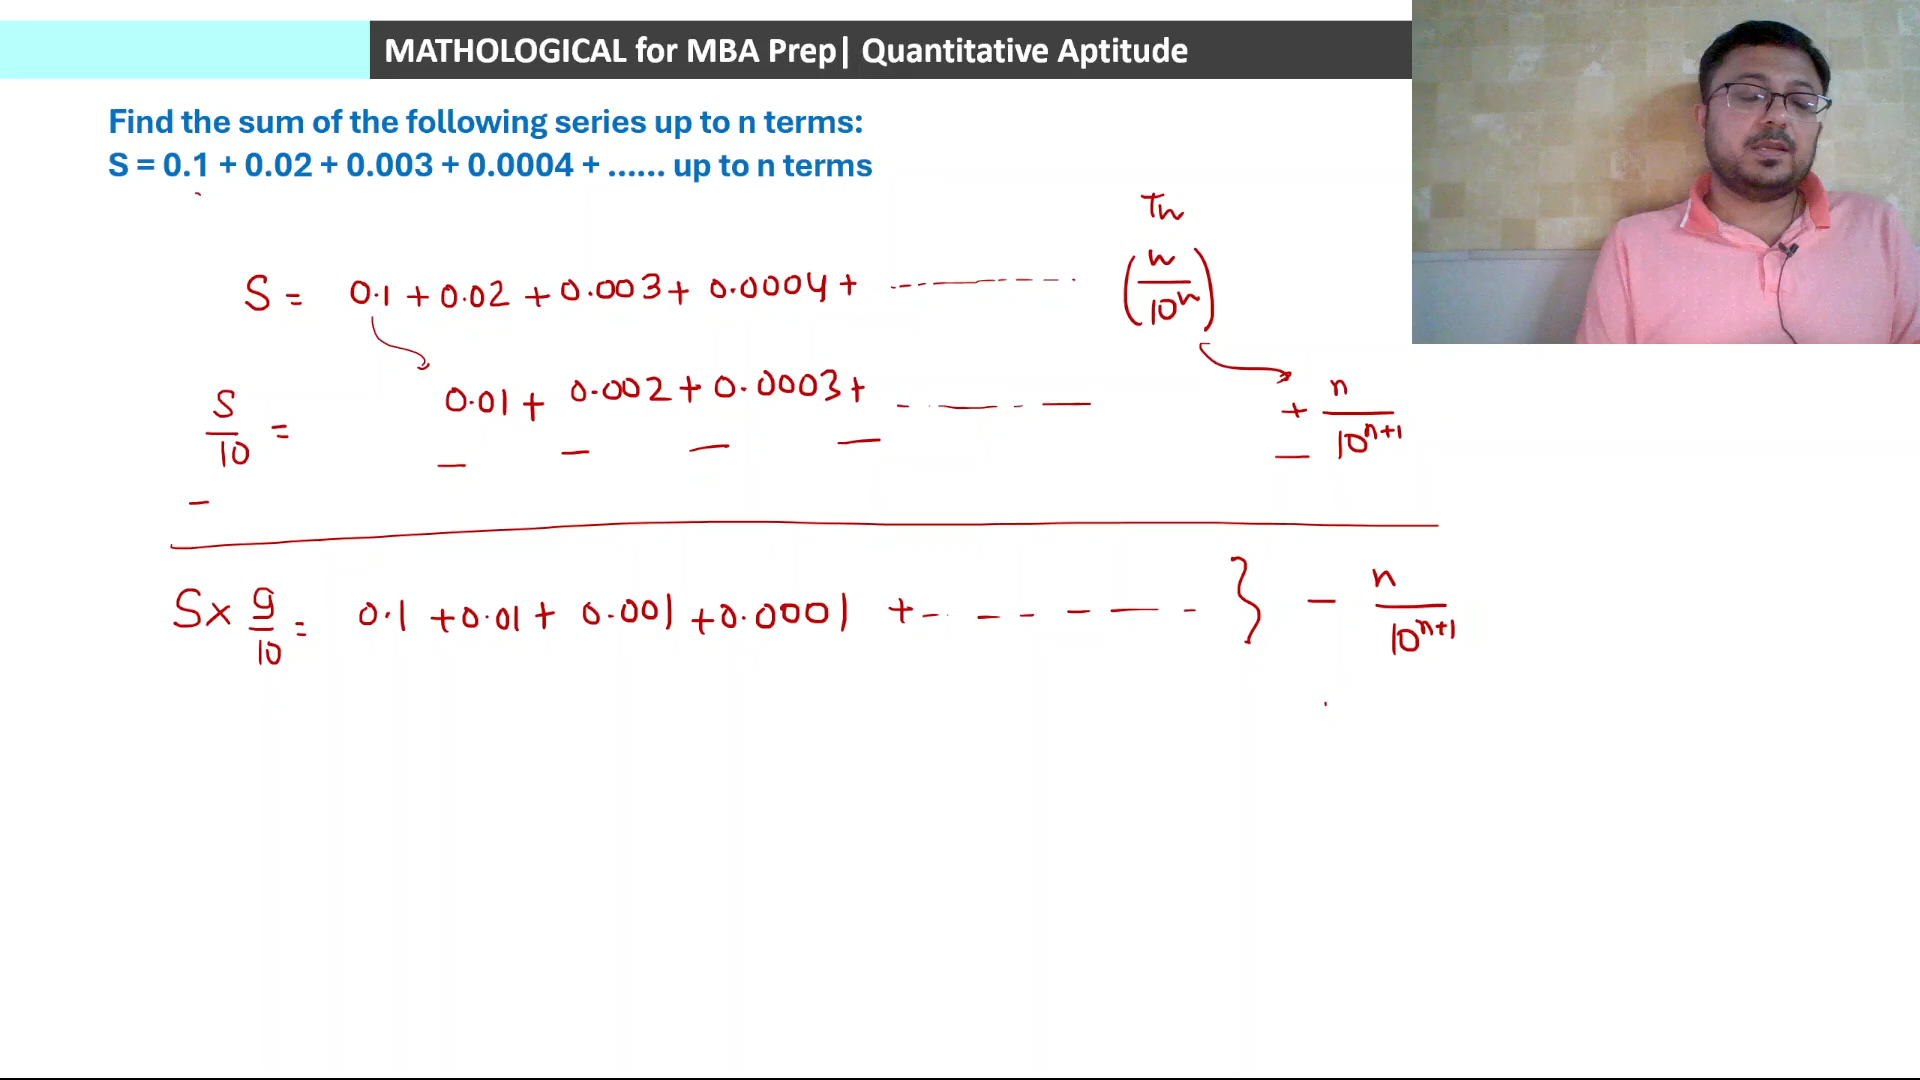 MATHOLOGICAL for MBA Prep| Quantitative Aptitude
Find the sum of the following series up to n terms:
S = 0.1 + 0.02 + 0.003 + 0.0004 + ...... up to n terms
Tn
S = 0.1 + 0.02 + 0.003 + 0.0004 + ------- (n/10^n)
S/10 = 0.01 + 0.002 + 0.0003 + ------- + n/10^(n+1)
− − − − − −
S × 9/10 = 0.1 + 0.01 + 0.001 + 0.0001 + ------- } − n/10^(n+1)